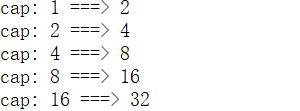 cap: 1 ===> 2
cap: 2 ===> 4
cap: 4 ===> 8
cap: 8 ===> 16
cap: 16 ===> 32